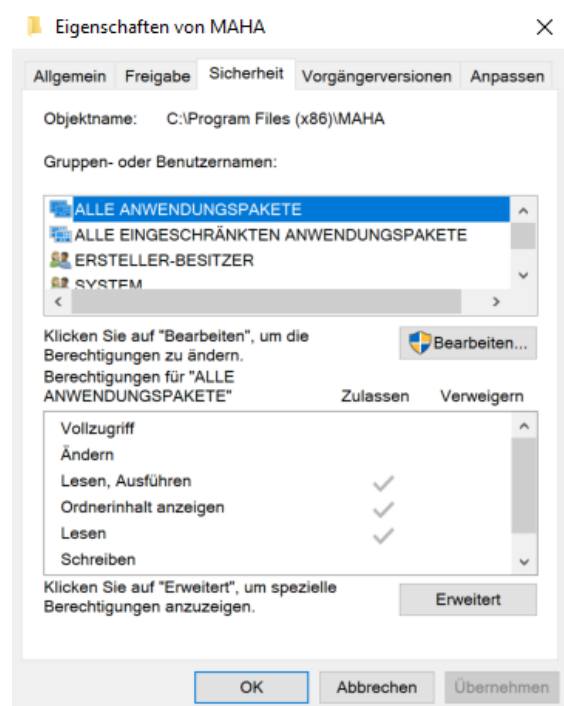 Eigenschaften von MAHA
Allgemein Freigabe Sicherheit Vorgängerversionen Anpassen
Objektname: C:\Program Files (x86)\MAHA
Gruppen- oder Benutzernamen:
ALLE ANWENDUNGSPAKETE
ALLE EINGESCHRÄNKTEN ANWENDUNGSPAKETE
ERSTELLER-BESITZER
SYSTEM
Klicken Sie auf "Bearbeiten", um die
Berechtigungen zu ändern.
Bearbeiten...
Berechtigungen für "ALLE
ANWENDUNGSPAKETE" Zulassen Verweigern
Vollzugriff
Ändern
Lesen, Ausführen
Ordnerinhalt anzeigen
Lesen
Schreiben
Klicken Sie auf "Erweitert", um spezielle
Berechtigungen anzuzeigen.
Erweitert
OK Abbrechen Übernehmen